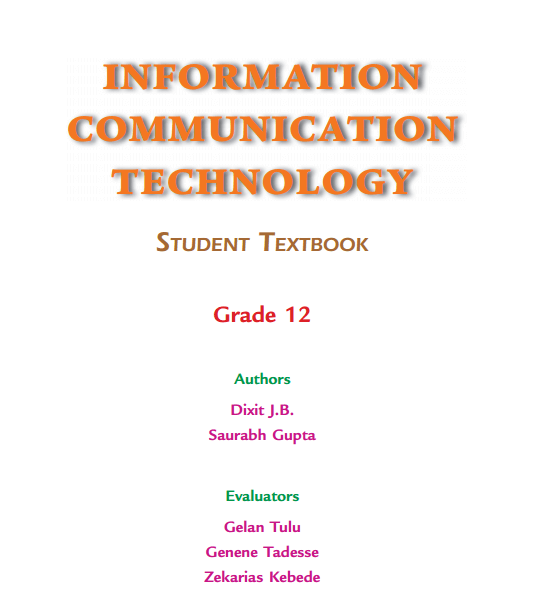 INFORMATION
COMMUNICATION
TECHNOLOGY
STUDENT TEXTBOOK
Grade 12
Authors
Dixit J.B.
Saurabh Gupta
Evaluators
Gelan Tulu
Genene Tadesse
Zekarias Kebede